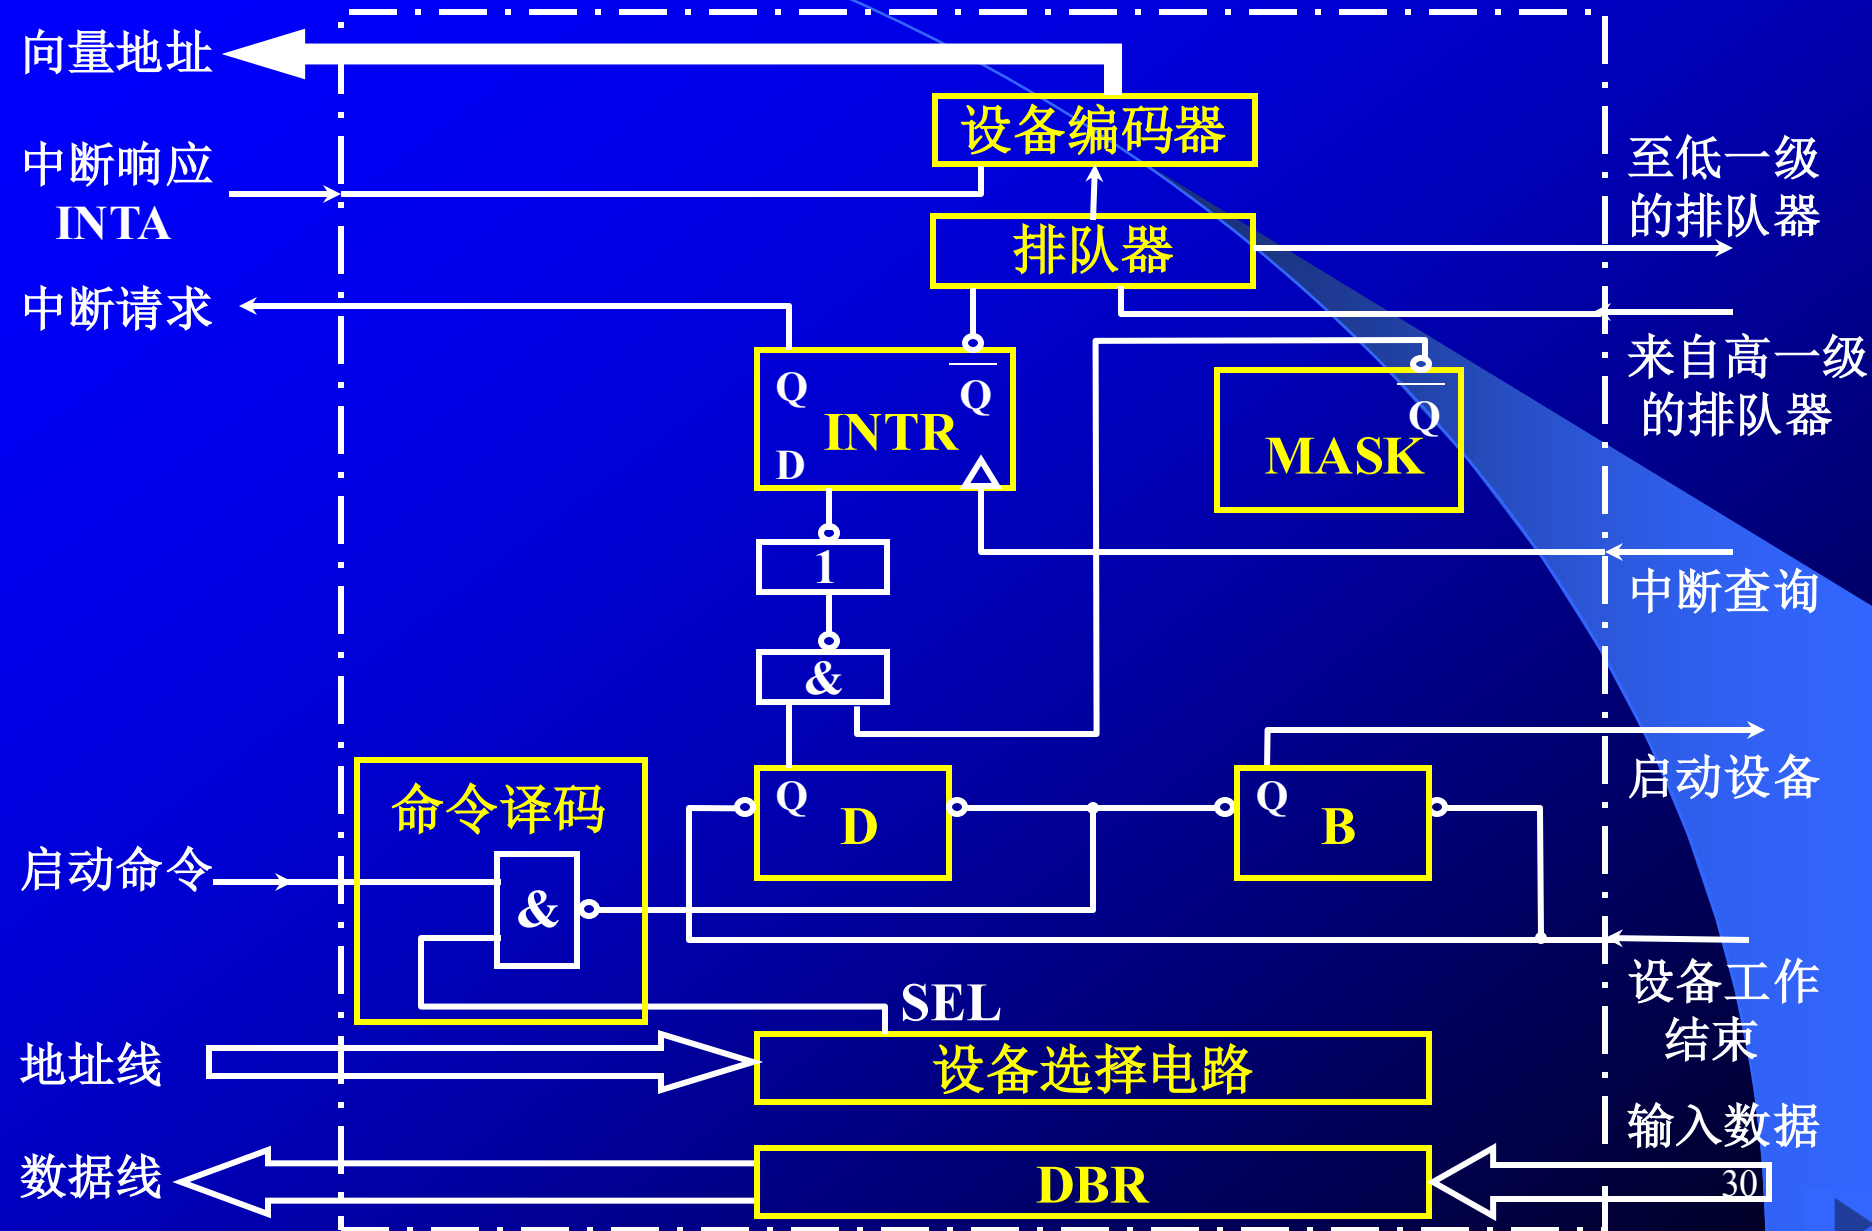 向量地址
设备编码器
中断响应
INTA
至低一级
的排队器
排队器
中断请求
来自高一级
的排队器
Q
Q
INTR
D
Q
MASK
1
中断查询
&
启动设备
命令译码
Q
D
Q
B
启动命令
&
设备工作
结束
SEL
地址线
设备选择电路
输入数据
数据线
DBR
30